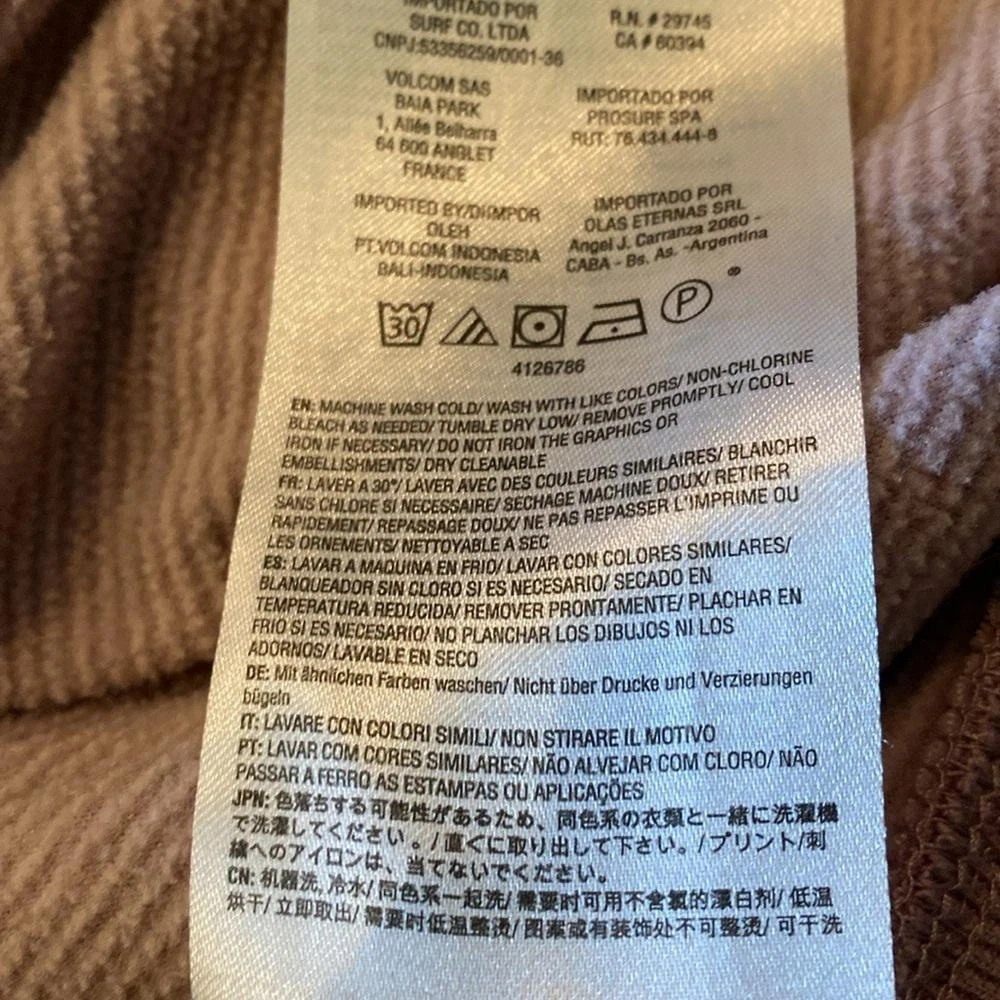 IMPORTADO POR
SURF CO. LTDA
CNPJ:53356259/0001-36
R.N. # 29745
CA # 60394
VOLCOM SAS
BAIA PARK
1, Allée Belharra
64 600 ANGLET
FRANCE
IMPORTADO POR
PROSURF SPA
RUT: 76.434.444-8
IMPORTED BY/DIIMPOR
OLEH
PT.VOLCOM INDONESIA
BALI-INDONESIA
IMPORTADO POR
OLAS ETERNAS SRL
Angel J. Carranza 2060 -
CABA - Bs. As. -Argentina
30
P
4126786
EN: MACHINE WASH COLD/ WASH WITH LIKE COLORS/ NON-CHLORINE
BLEACH AS NEEDED/ TUMBLE DRY LOW/ REMOVE PROMPTLY/ COOL
IRON IF NECESSARY/ DO NOT IRON THE GRAPHICS OR
EMBELLISHMENTS/ DRY CLEANABLE
FR: LAVER A 30°/ LAVER AVEC DES COULEURS SIMILAIRES/ BLANCHIR
SANS CHLORE SI NECESSAIRE/ SECHAGE MACHINE DOUX/ RETIRER
RAPIDEMENT/ REPASSAGE DOUX/ NE PAS REPASSER L'IMPRIME OU
LES ORNEMENTS/ NETTOYABLE A SEC
ES: LAVAR A MAQUINA EN FRIO/ LAVAR CON COLORES SIMILARES/
BLANQUEADOR SIN CLORO SI ES NECESARIO/ SECADO EN
TEMPERATURA REDUCIDA/ REMOVER PRONTAMENTE/ PLACHAR EN
FRIO SI ES NECESARIO/ NO PLANCHAR LOS DIBUJOS NI LOS
ADORNOS/ LAVABLE EN SECO
DE: Mit ähnlichen Farben waschen/ Nicht über Drucke und Verzierungen
bügeln
IT: LAVARE CON COLORI SIMILI/ NON STIRARE IL MOTIVO
PT: LAVAR COM CORES SIMILARES/ NÃO ALVEJAR COM CLORO/ NÃO
PASSAR A FERRO AS ESTAMPAS OU APLICAÇÕES
JPN: 色落ちする可能性があるため、同色系の衣類と一緒に洗濯機
で洗濯してください。/直ぐに取り出して下さい。/プリント/刺
繍へのアイロンは、当てないでください。
CN: 机器洗,冷水/ 同色系一起洗/ 需要时可用不含氯的漂白剂/ 低温
烘干/ 立即取出/ 需要时低温整烫/ 图案或有装饰处不可整烫/ 可干洗